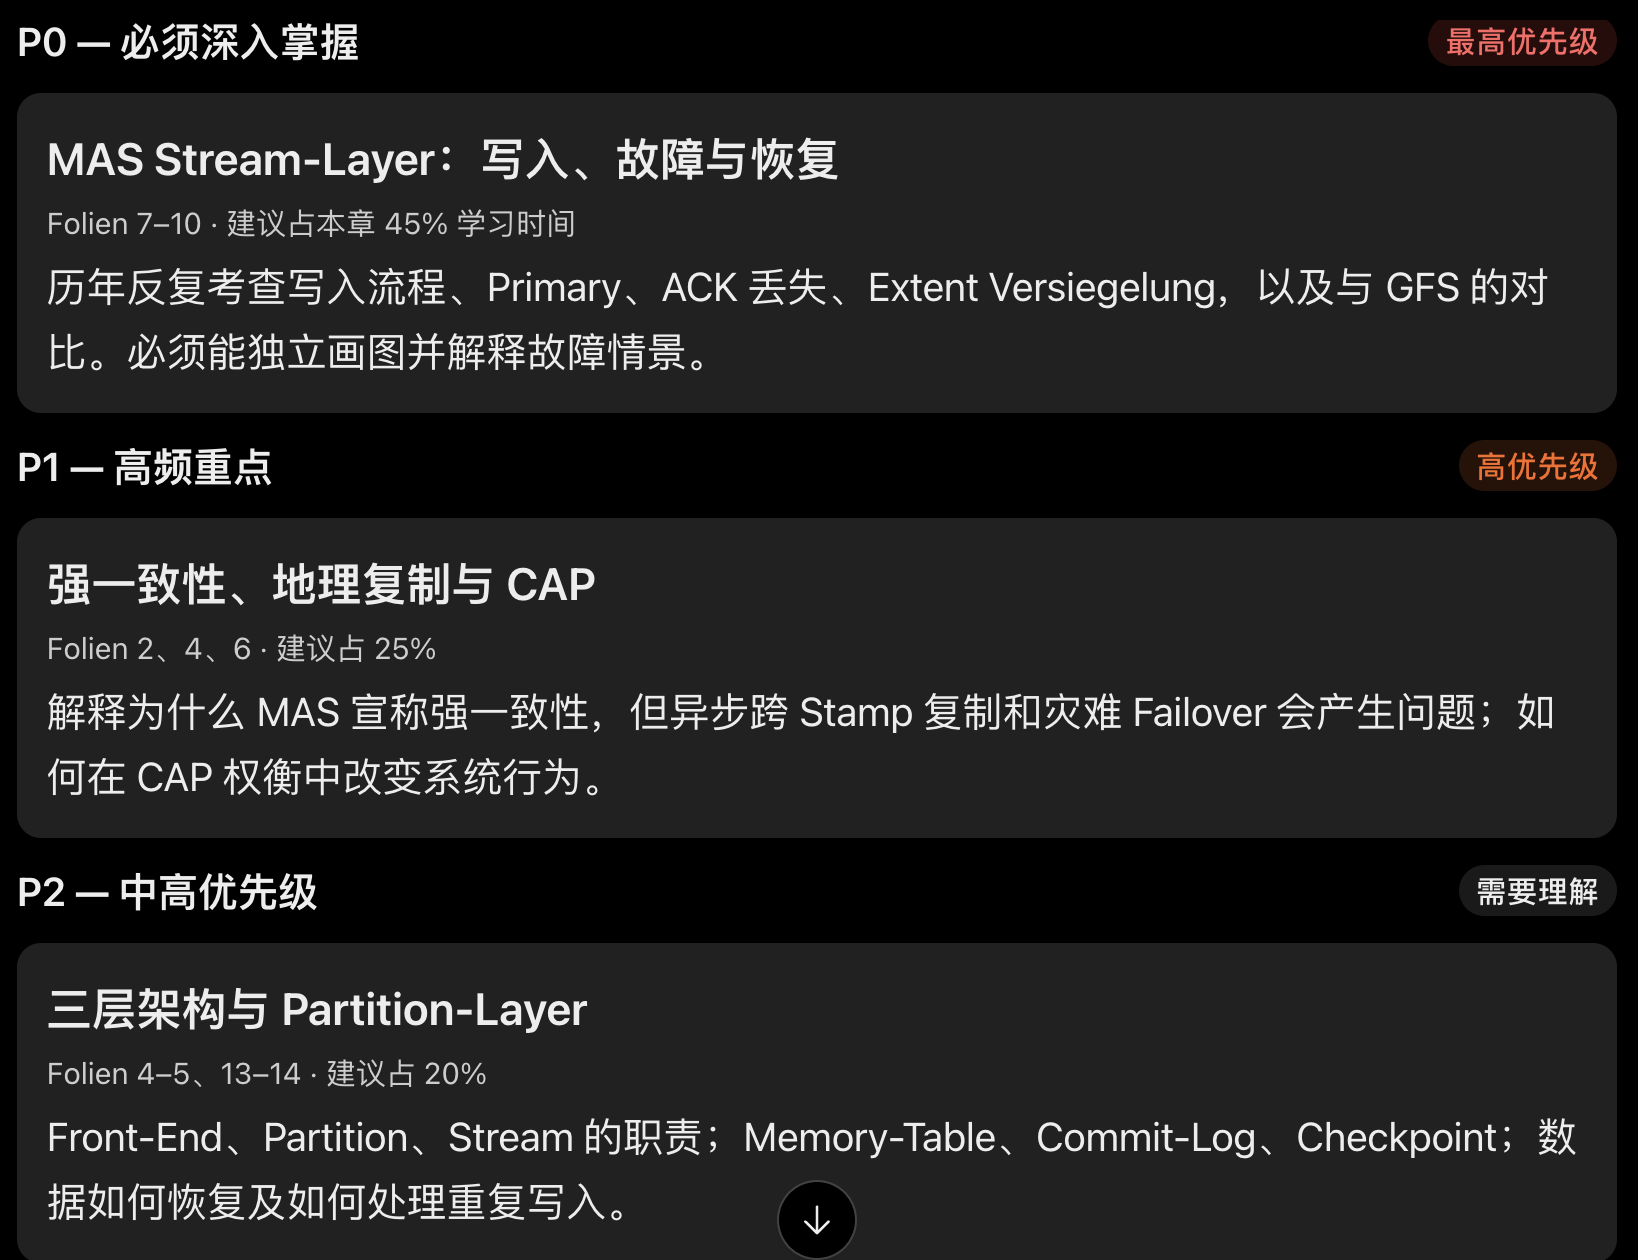 P0 — 必须深入掌握
最高优先级
MAS Stream-Layer：写入、故障与恢复
Folien 7–10 · 建议占本章 45% 学习时间
历年反复考查写入流程、Primary、ACK 丢失、Extent Versiegelung，以及与 GFS 的对
比。必须能独立画图并解释故障情景。
P1 — 高频重点
高优先级
强一致性、地理复制与 CAP
Folien 2、4、6 · 建议占 25%
解释为什么 MAS 宣称强一致性，但异步跨 Stamp 复制和灾难 Failover 会产生问题；如
何在 CAP 权衡中改变系统行为。
P2 — 中高优先级
需要理解
三层架构与 Partition-Layer
Folien 4–5、13–14 · 建议占 20%
Front-End、Partition、Stream 的职责；Memory-Table、Commit-Log、Checkpoint；数
据如何恢复及如何处理重复写入。